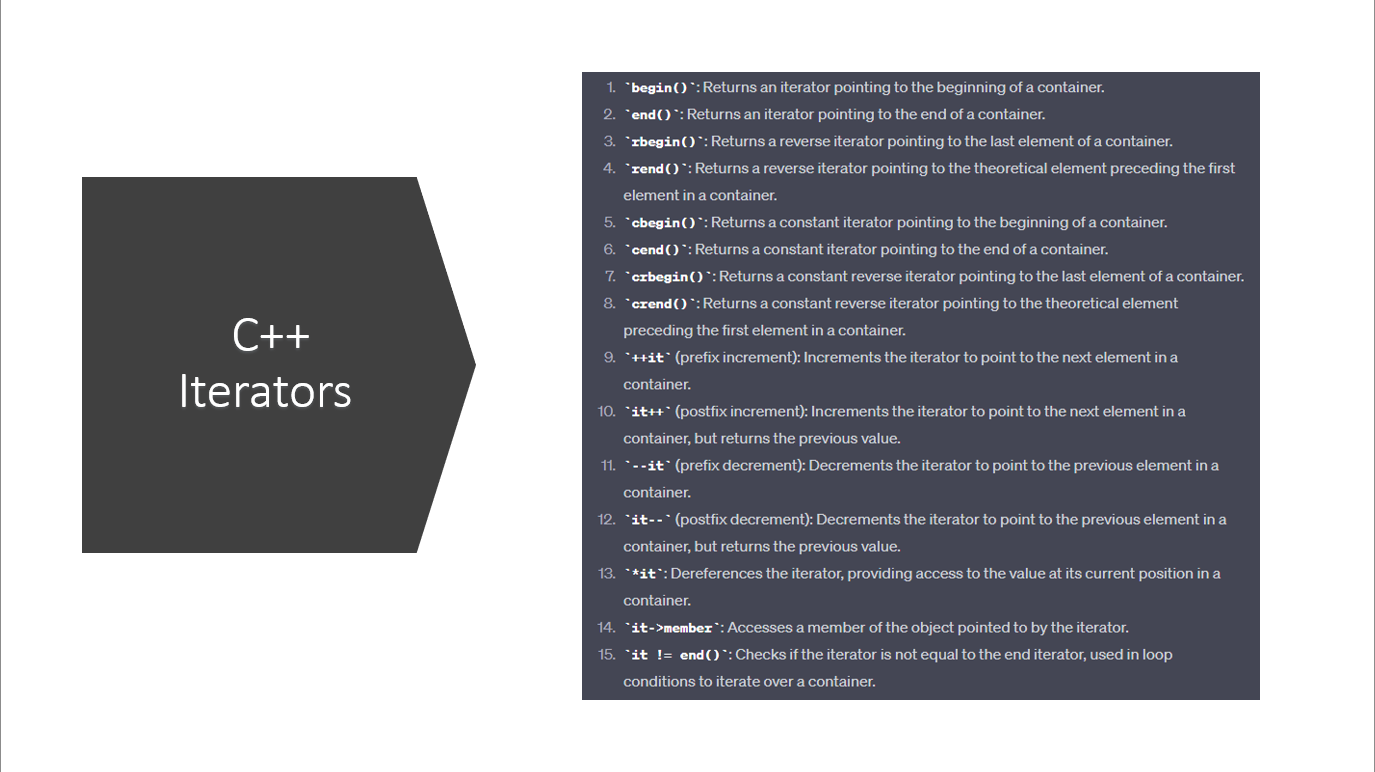 C++
Iterators
1. `begin()`: Returns an iterator pointing to the beginning of a container.
2. `end()`: Returns an iterator pointing to the end of a container.
3. `rbegin()`: Returns a reverse iterator pointing to the last element of a container.
4. `rend()`: Returns a reverse iterator pointing to the theoretical element preceding the first
element in a container.
5. `cbegin()`: Returns a constant iterator pointing to the beginning of a container.
6. `cend()`: Returns a constant iterator pointing to the end of a container.
7. `crbegin()`: Returns a constant reverse iterator pointing to the last element of a container.
8. `crend()`: Returns a constant reverse iterator pointing to the theoretical element
preceding the first element in a container.
9. `++it` (prefix increment): Increments the iterator to point to the next element in a
container.
10. `it++` (postfix increment): Increments the iterator to point to the next element in a
container, but returns the previous value.
11. `--it` (prefix decrement): Decrements the iterator to point to the previous element in a
container.
12. `it--` (postfix decrement): Decrements the iterator to point to the previous element in a
container, but returns the previous value.
13. `*it`: Dereferences the iterator, providing access to the value at its current position in a
container.
14. `it->member`: Accesses a member of the object pointed to by the iterator.
15. `it != end()`: Checks if the iterator is not equal to the end iterator, used in loop
conditions to iterate over a container.